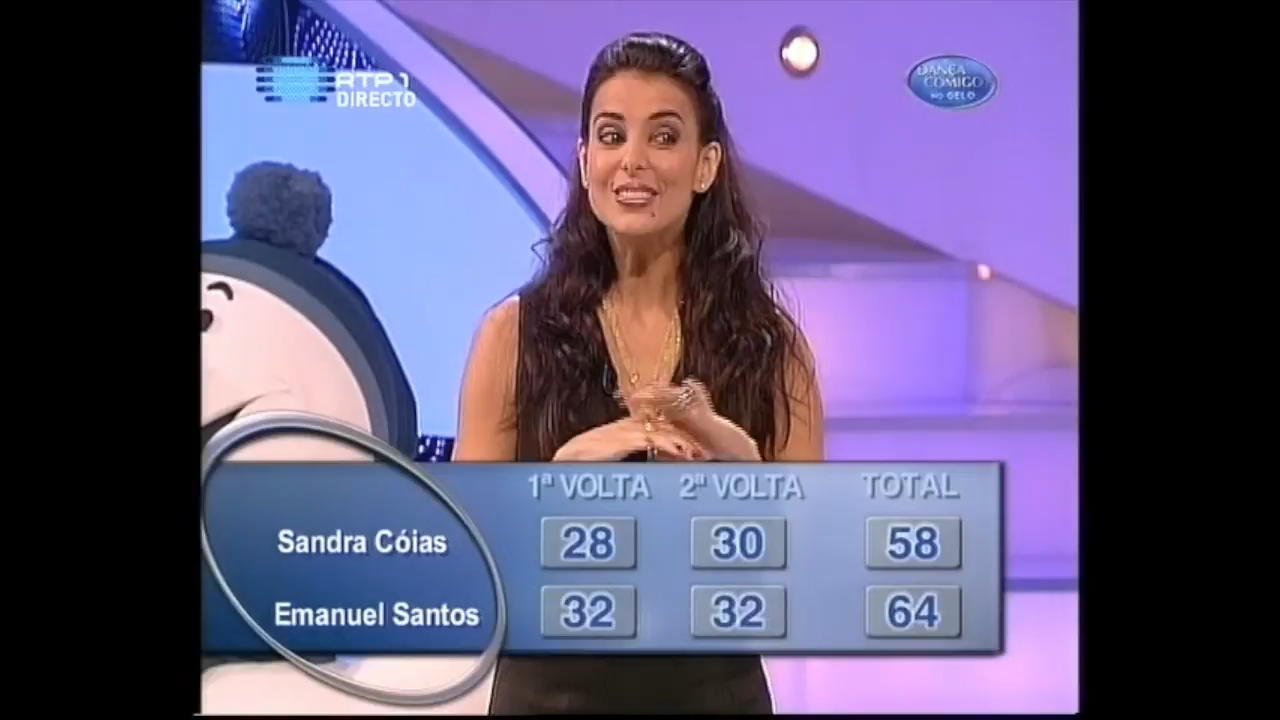 RTP 1
DIRECTO
DANÇA
COMIGO
NO GELO
1ª VOLTA 2ª VOLTA TOTAL
Sandra Cóias 28 30 58
Emanuel Santos 32 32 64